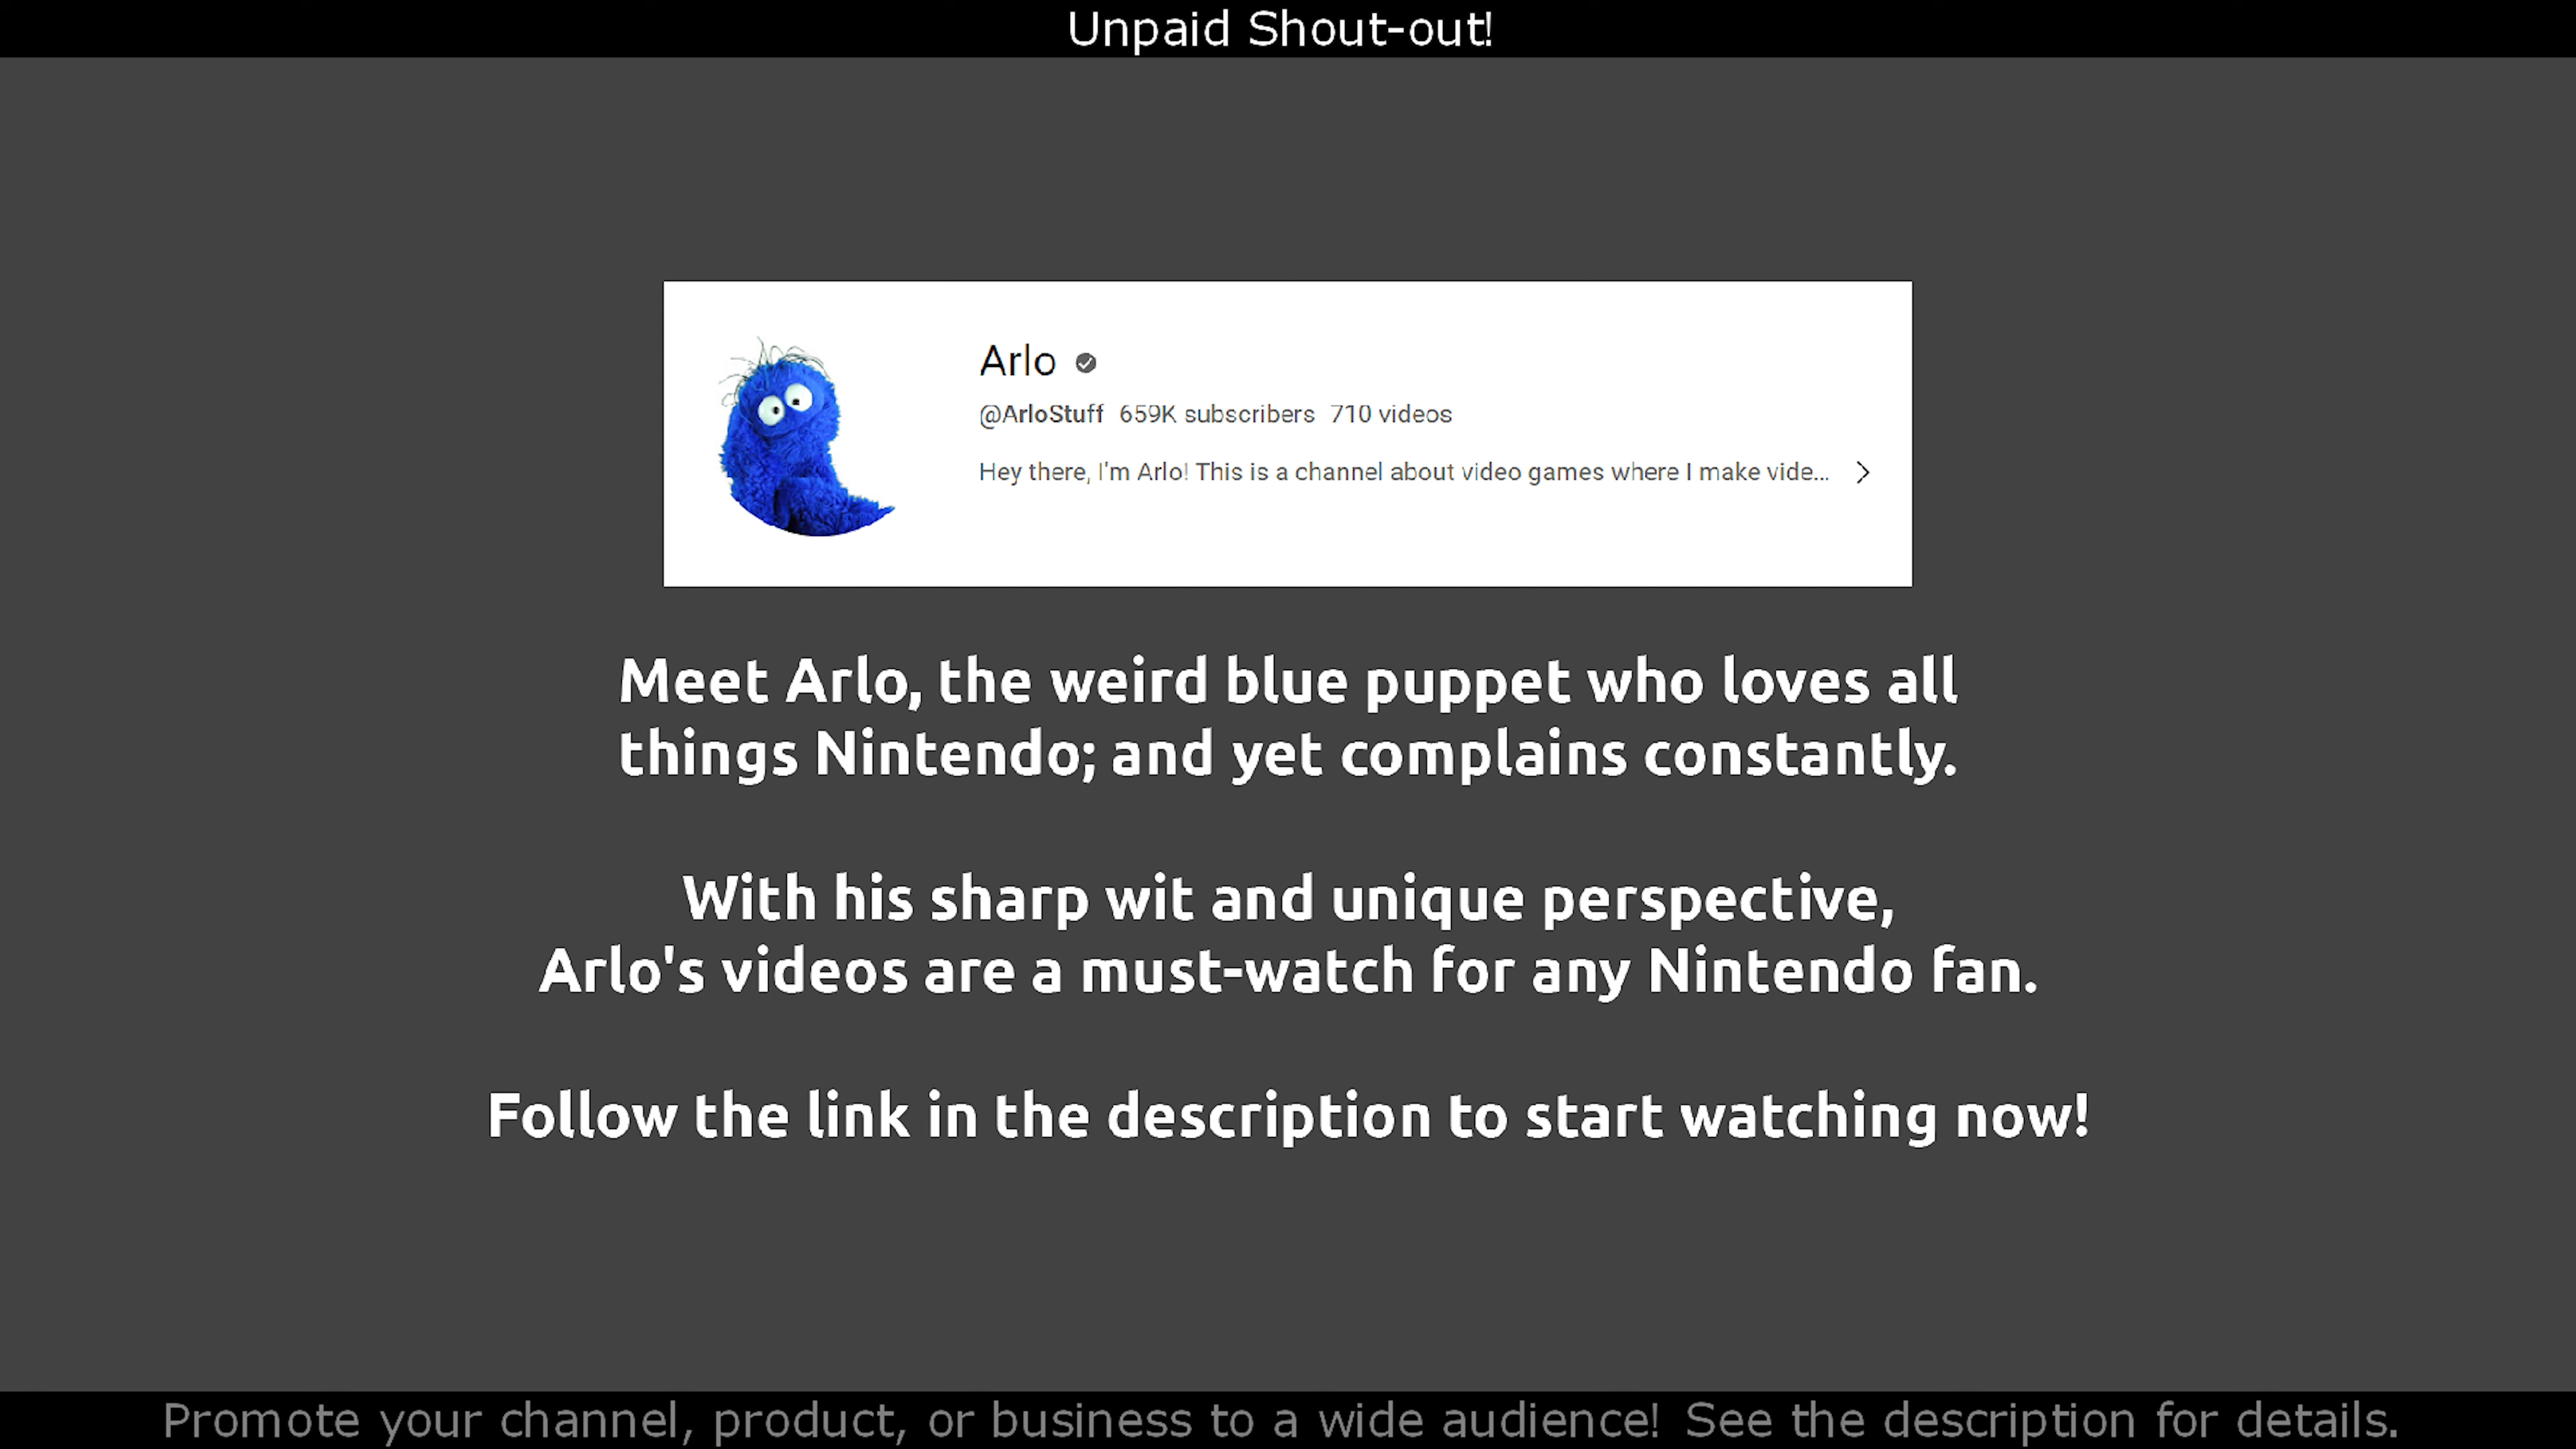 Unpaid Shout-out!
Arlo
@ArloStuff 659K subscribers 710 videos
Hey there, I'm Arlo! This is a channel about video games where I make vide...
Meet Arlo, the weird blue puppet who loves all
things Nintendo; and yet complains constantly.
With his sharp wit and unique perspective,
Arlo's videos are a must-watch for any Nintendo fan.
Follow the link in the description to start watching now!
Promote your channel, product, or business to a wide audience! See the description for details.